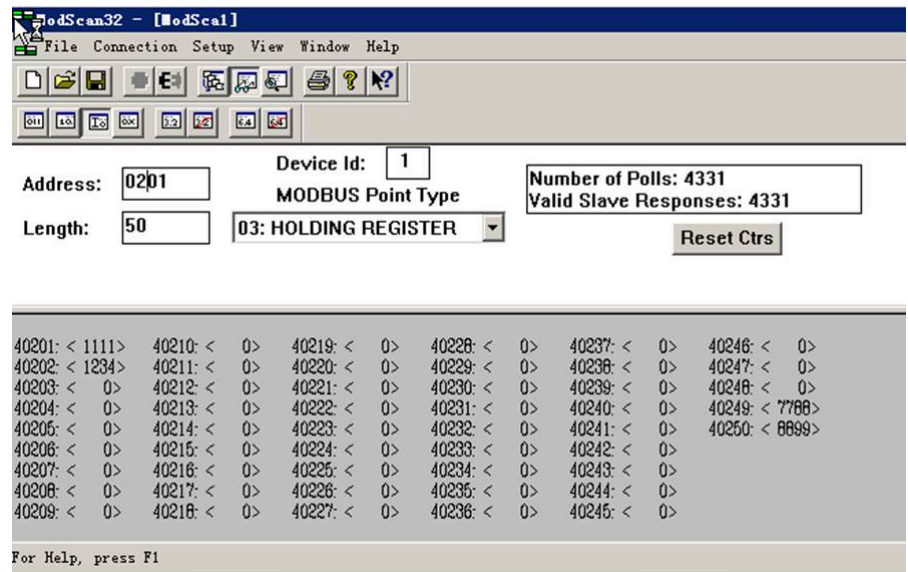 ModScan32 - [ModSca1]
File Connection Setup View Window Help
Address: 0201
Device Id: 1
MODBUS Point Type
Length: 50
03: HOLDING REGISTER
Number of Polls: 4331
Valid Slave Responses: 4331
Reset Ctrs
40201: < 1111> 40210: < 0> 40219: < 0> 40228: < 0> 40237: < 0> 40246: < 0>
40202: < 1234> 40211: < 0> 40220: < 0> 40229: < 0> 40238: < 0> 40247: < 0>
40203: < 0> 40212: < 0> 40221: < 0> 40230: < 0> 40239: < 0> 40248: < 0>
40204: < 0> 40213: < 0> 40222: < 0> 40231: < 0> 40240: < 0> 40249: < 7788>
40205: < 0> 40214: < 0> 40223: < 0> 40232: < 0> 40241: < 0> 40250: < 8899>
40206: < 0> 40215: < 0> 40224: < 0> 40233: < 0> 40242: < 0>
40207: < 0> 40216: < 0> 40225: < 0> 40234: < 0> 40243: < 0>
40208: < 0> 40217: < 0> 40226: < 0> 40235: < 0> 40244: < 0>
40209: < 0> 40218: < 0> 40227: < 0> 40236: < 0> 40245: < 0>
For Help, press F1